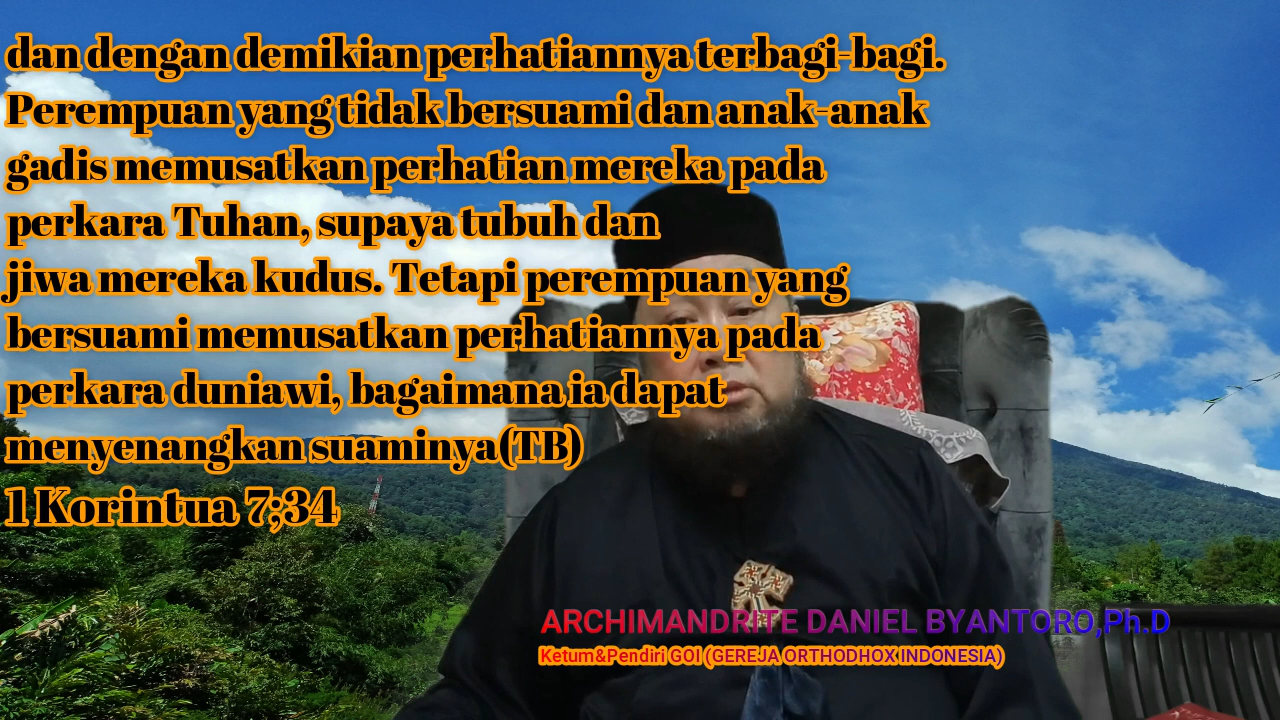 dan dengan demikian perhatiannya terbagi-bagi.
Perempuan yang tidak bersuami dan anak-anak
gadis memusatkan perhatian mereka pada
perkara Tuhan, supaya tubuh dan
jiwa mereka kudus. Tetapi perempuan yang
bersuami memusatkan perhatiannya pada
perkara duniawi, bagaimana ia dapat
menyenangkan suaminya(TB)
1 Korintua 7;34
ARCHIMANDRITE DANIEL BYANTORO,Ph.D
Ketum&Pendiri GOI (GEREJA ORTHODHOX INDONESIA)